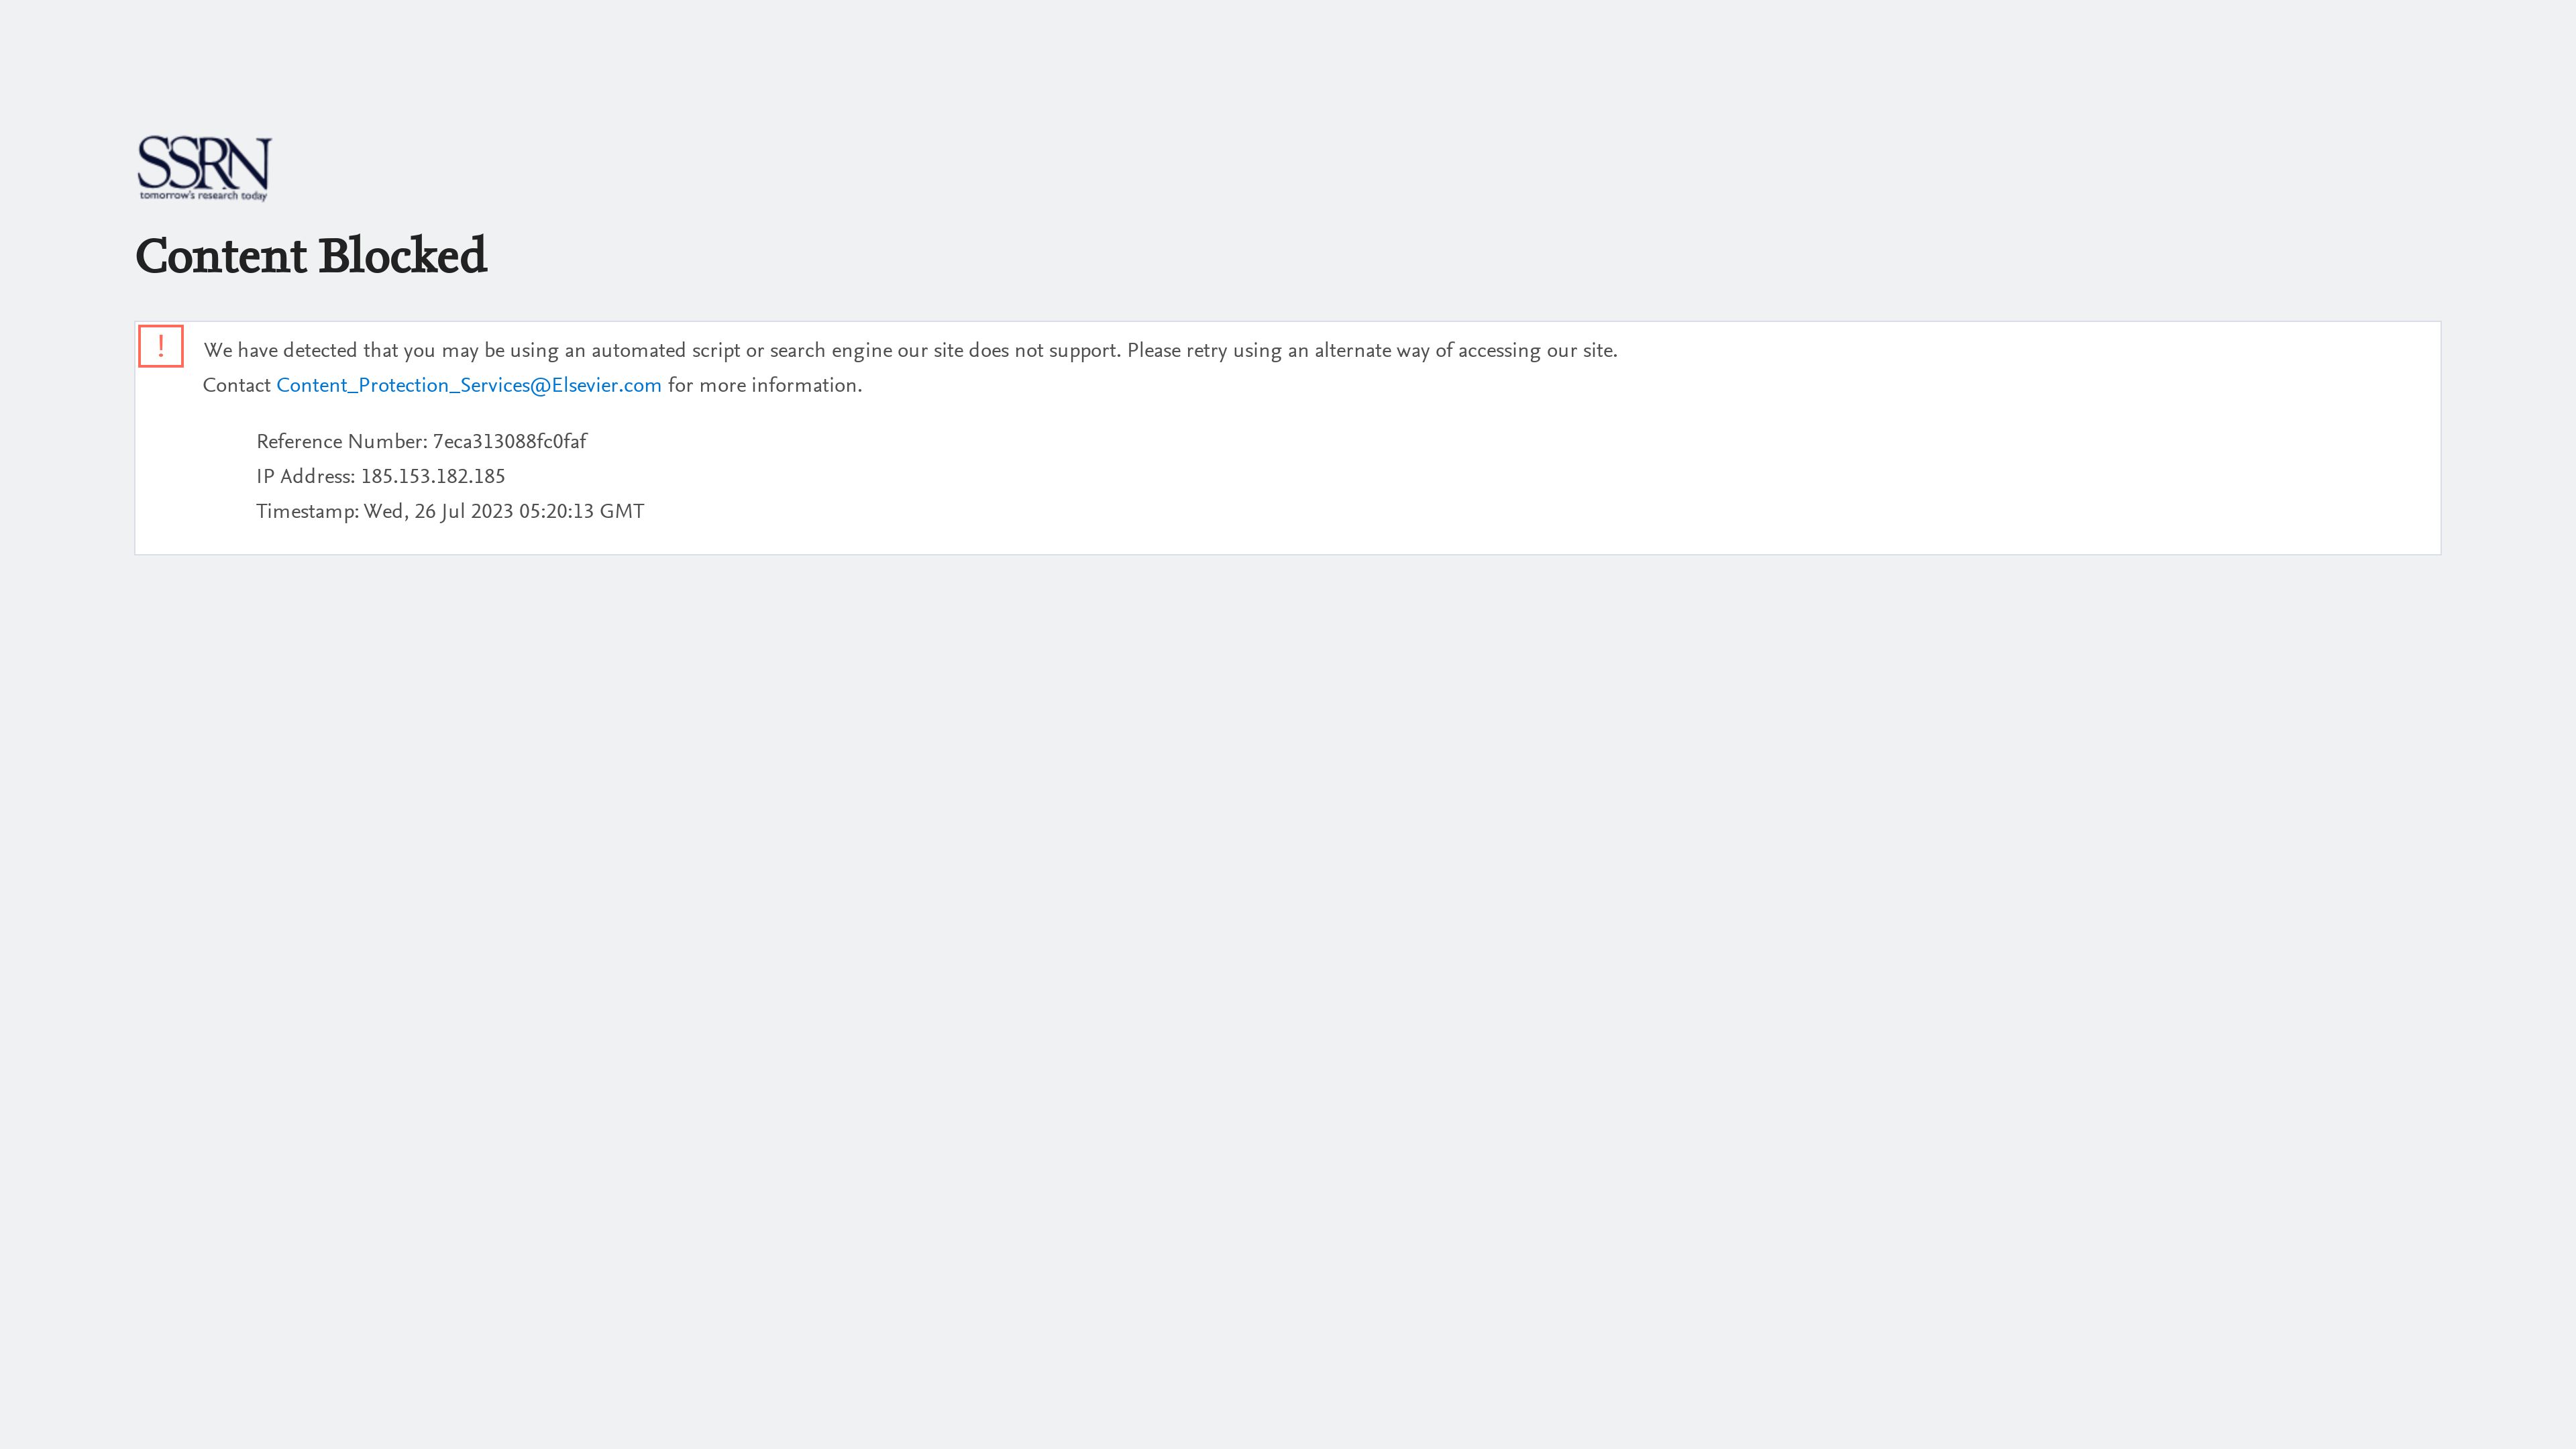 SSRN
tomorrow's research today
Content Blocked
! We have detected that you may be using an automated script or search engine our site does not support. Please retry using an alternate way of accessing our site.
Contact Content_Protection_Services@Elsevier.com for more information.
Reference Number: 7eca313088fc0faf
IP Address: 185.153.182.185
Timestamp: Wed, 26 Jul 2023 05:20:13 GMT